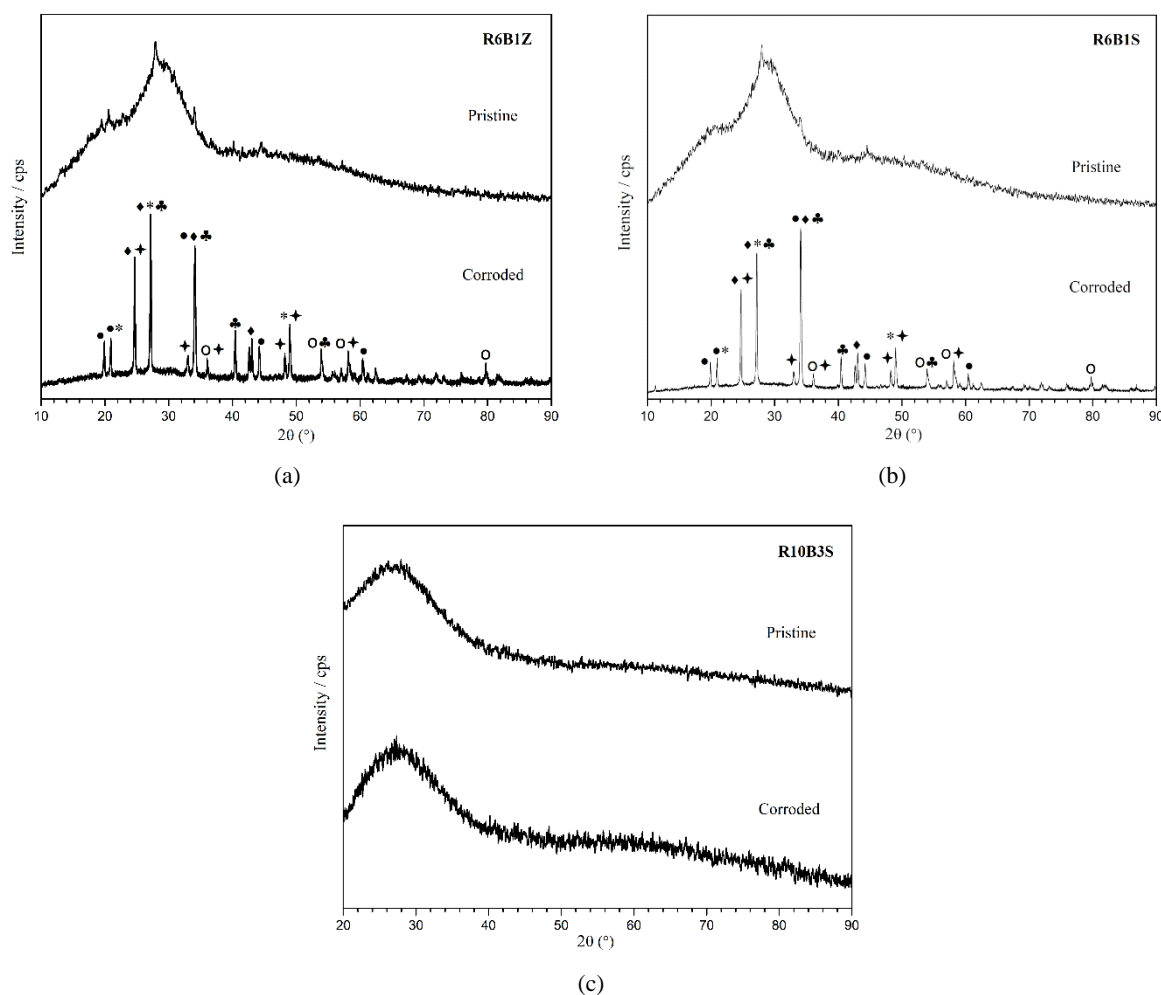 R6B1Z
Pristine
Corroded
Intensity / cps
10 20 30 40 50 60 70 80 90
2θ (°)
(a)
R6B1S
Pristine
Corroded
Intensity / cps
10 20 30 40 50 60 70 80 90
2θ (°)
(b)
R10B3S
Pristine
Corroded
Intensity / cps
20 30 40 50 60 70 80 90
2θ (°)
(c)